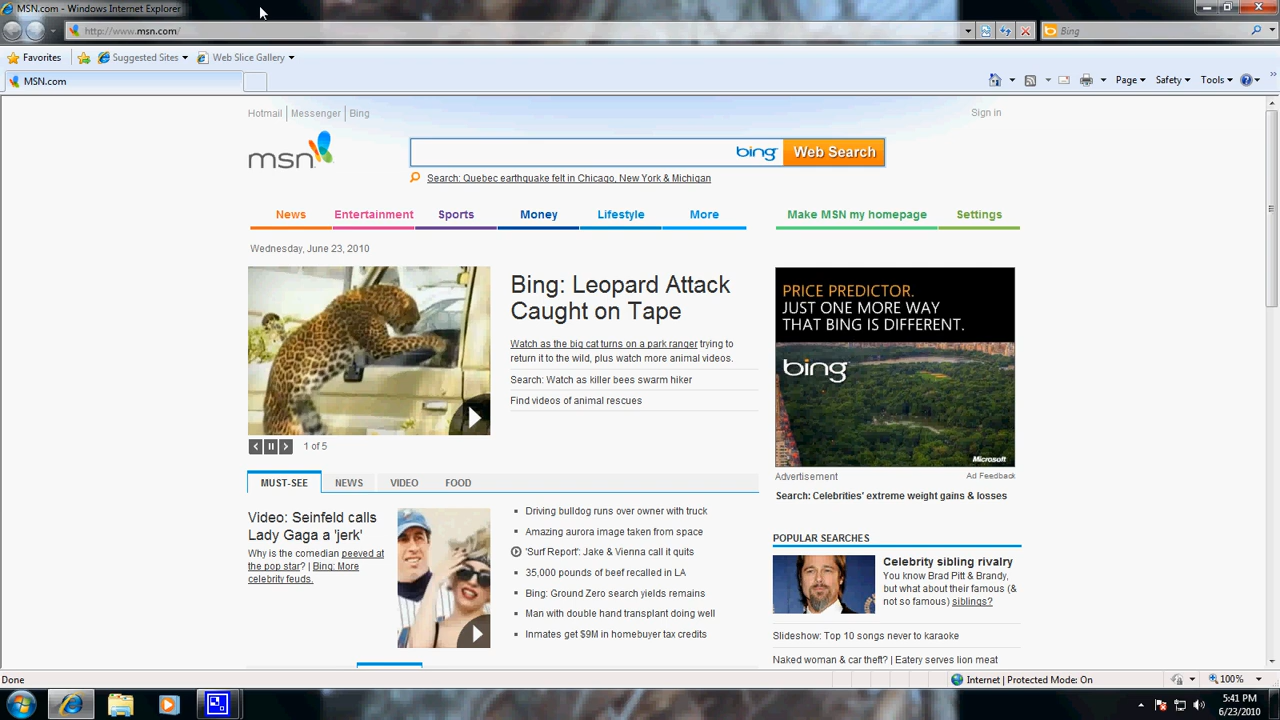 MSN.com - Windows Internet Explorer
http://www.msn.com/
Bing
Favorites
Suggested Sites
Web Slice Gallery
MSN.com
Page
Safety
Tools
Hotmail
Messenger
Bing
Sign in
msn
bing
Web Search
Search: Quebec earthquake felt in Chicago, New York & Michigan
News
Entertainment
Sports
Money
Lifestyle
More
Make MSN my homepage
Settings
Wednesday, June 23, 2010
Bing: Leopard Attack
Caught on Tape
Watch as the big cat turns on a park ranger trying to
return it to the wild, plus watch more animal videos.
Search: Watch as killer bees swarm hiker
Find videos of animal rescues
1 of 5
PRICE PREDICTOR.
JUST ONE MORE WAY
THAT BING IS DIFFERENT.
bing
Microsoft
Advertisement
Ad Feedback
Search: Celebrities' extreme weight gains & losses
MUST-SEE
NEWS
VIDEO
FOOD
Video: Seinfeld calls
Lady Gaga a 'jerk'
Why is the comedian peeved at
the pop star? | Bing: More
celebrity feuds.
Driving bulldog runs over owner with truck
Amazing aurora image taken from space
'Surf Report': Jake & Vienna call it quits
35,000 pounds of beef recalled in LA
Bing: Ground Zero search yields remains
Man with double hand transplant doing well
Inmates get $9M in homebuyer tax credits
POPULAR SEARCHES
Celebrity sibling rivalry
You know Brad Pitt & Brandy,
but what about their famous (&
not so famous) siblings?
Slideshow: Top 10 songs never to karaoke
Naked woman & car theft? | Eatery serves lion meat
Done
Internet | Protected Mode: On
100%
5:41 PM
6/23/2010